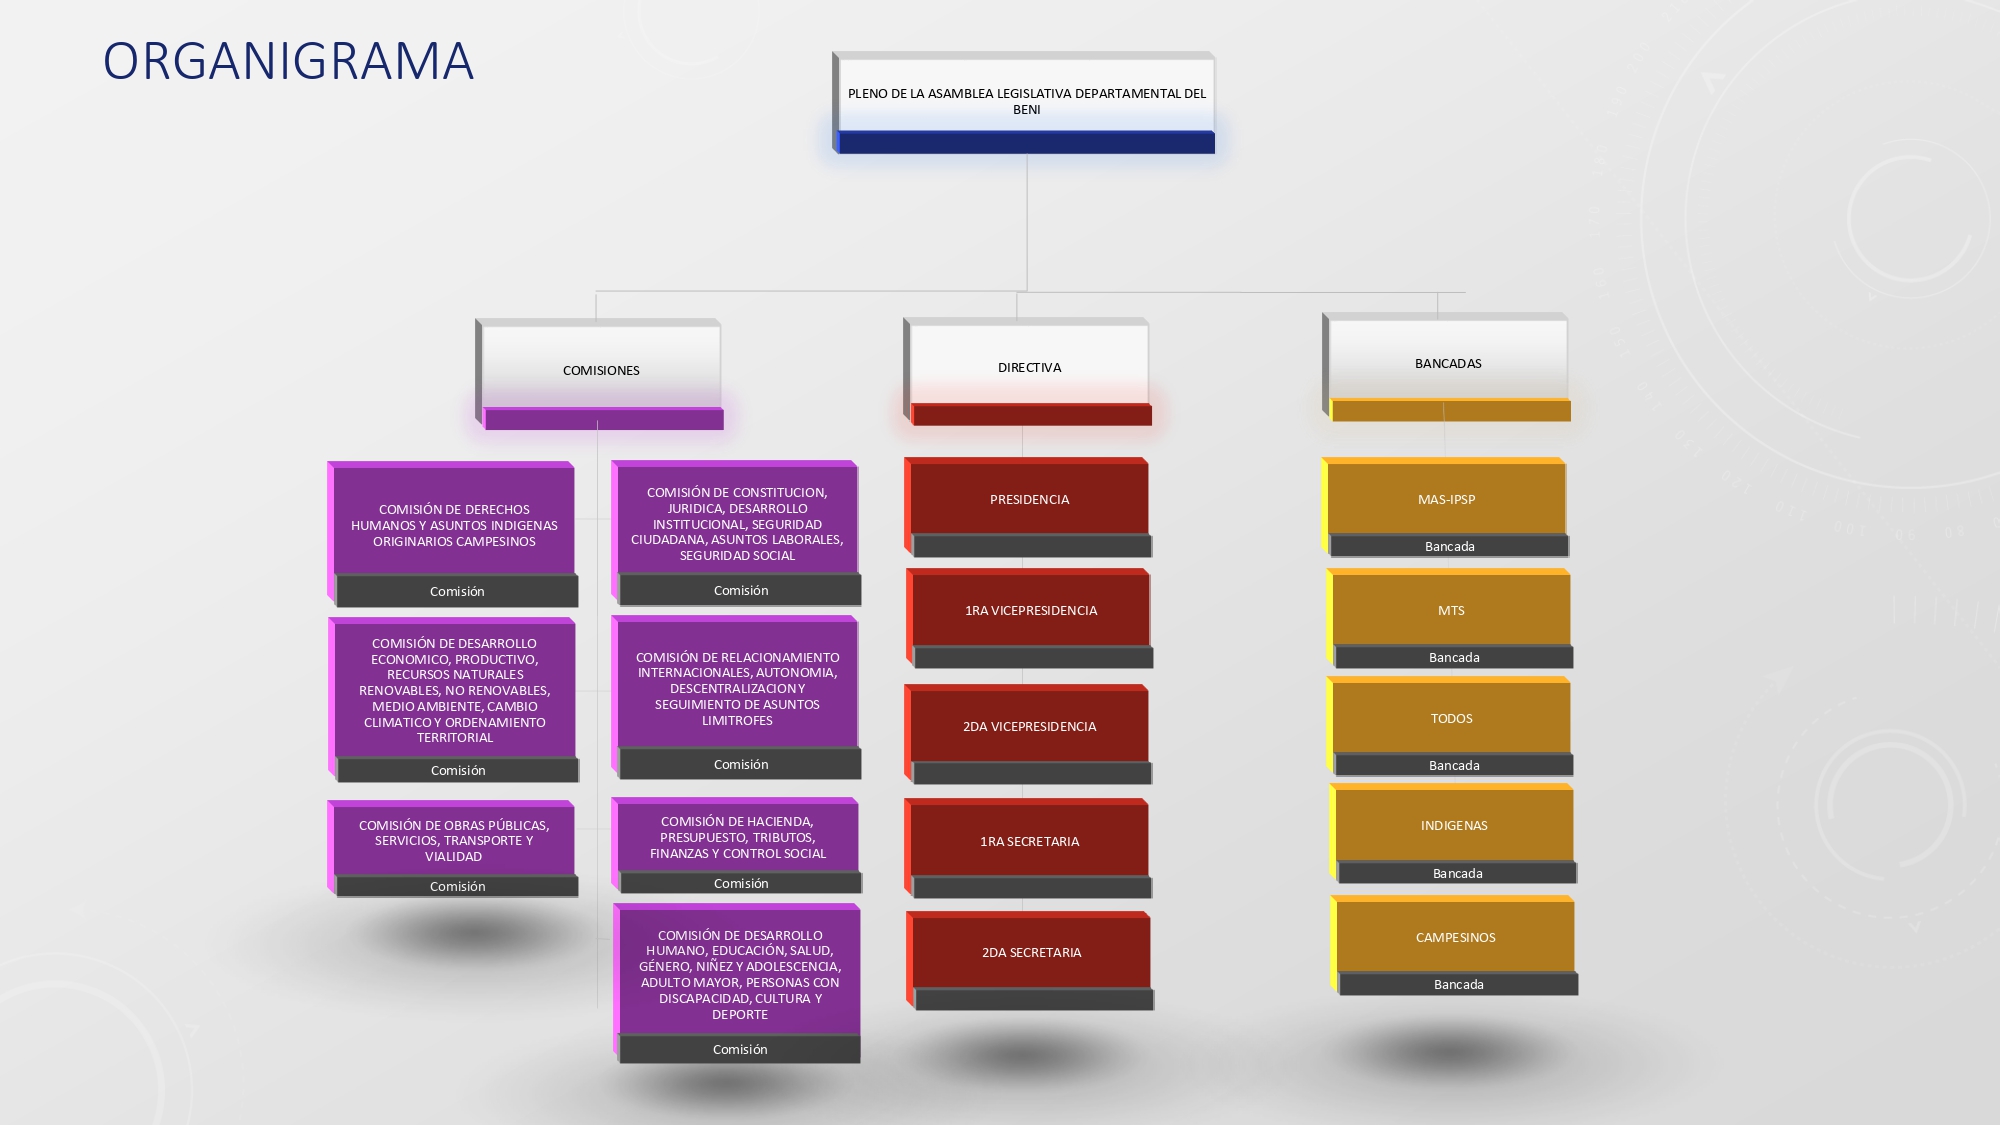 ORGANIGRAMA
PLENO DE LA ASAMBLEA LEGISLATIVA DEPARTAMENTAL DEL
BENI
COMISIONES
COMISIÓN DE DERECHOS
HUMANOS Y ASUNTOS INDIGENAS
ORIGINARIOS CAMPESINOS
Comisión
COMISIÓN DE CONSTITUCION,
JURIDICA, DESARROLLO
INSTITUCIONAL, SEGURIDAD
CIUDADANA, ASUNTOS LABORALES,
SEGURIDAD SOCIAL
Comisión
COMISIÓN DE DESARROLLO
ECONOMICO, PRODUCTIVO,
RECURSOS NATURALES
RENOVABLES, NO RENOVABLES,
MEDIO AMBIENTE, CAMBIO
CLIMATICO Y ORDENAMIENTO
TERRITORIAL
Comisión
COMISIÓN DE RELACIONAMIENTO
INTERNACIONALES, AUTONOMIA,
DESCENTRALIZACION Y
SEGUIMIENTO DE ASUNTOS
LIMITROFES
Comisión
COMISIÓN DE OBRAS PÚBLICAS,
SERVICIOS, TRANSPORTE Y
VIALIDAD
Comisión
COMISIÓN DE HACIENDA,
PRESUPUESTO, TRIBUTOS,
FINANZAS Y CONTROL SOCIAL
Comisión
COMISIÓN DE DESARROLLO
HUMANO, EDUCACIÓN, SALUD,
GÉNERO, NIÑEZ Y ADOLESCENCIA,
ADULTO MAYOR, PERSONAS CON
DISCAPACIDAD, CULTURA Y
DEPORTE
Comisión
DIRECTIVA
PRESIDENCIA
1RA VICEPRESIDENCIA
2DA VICEPRESIDENCIA
1RA SECRETARIA
2DA SECRETARIA
BANCADAS
MAS-IPSP
Bancada
MTS
Bancada
TODOS
Bancada
INDIGENAS
Bancada
CAMPESINOS
Bancada